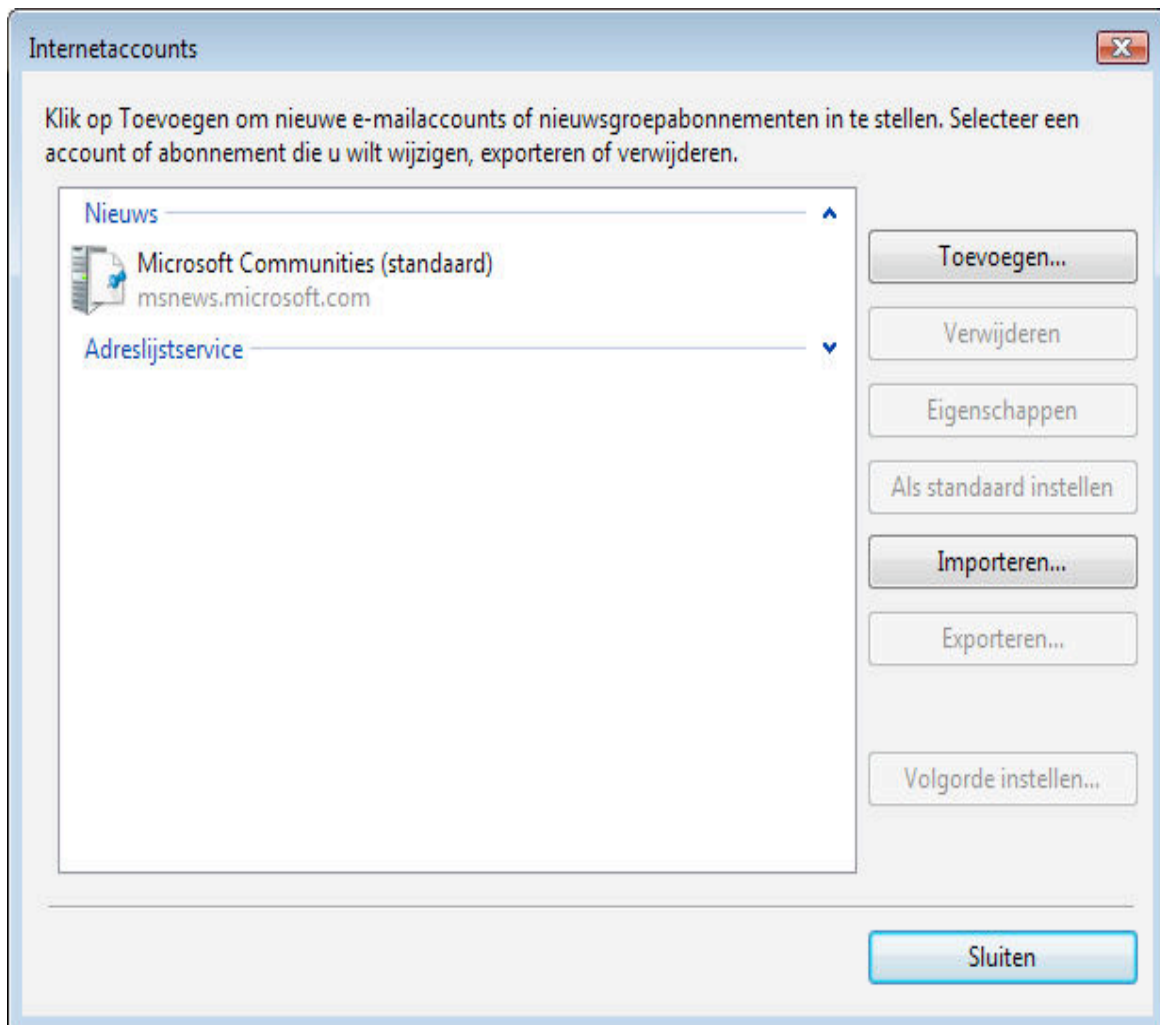 Internetaccounts
Klik op Toevoegen om nieuwe e-mailaccounts of nieuwsgroepabonnementen in te stellen. Selecteer een
account of abonnement die u wilt wijzigen, exporteren of verwijderen.
Nieuws
Microsoft Communities (standaard)
msnews.microsoft.com
Adreslijstservice
Toevoegen...
Verwijderen
Eigenschappen
Als standaard instellen
Importeren...
Exporteren...
Volgorde instellen...
Sluiten